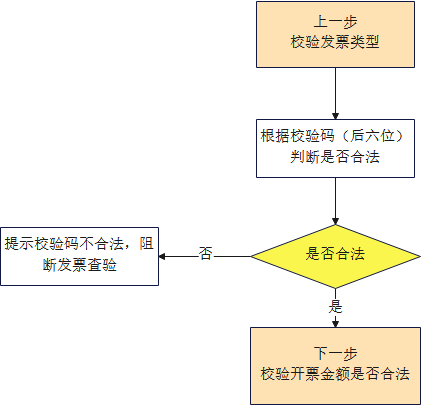 上一步
校验发票类型
根据校验码（后六位）
判断是否合法
提示校验码不合法，阻
断发票查验
否
是否合法
是
下一步
校验开票金额是否合法